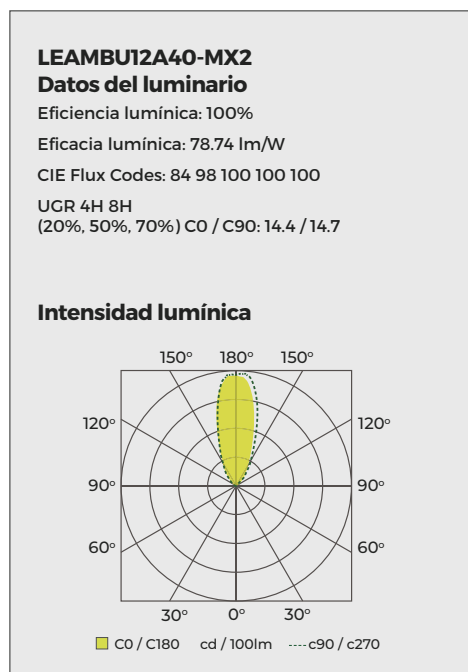 LEAMBU12A40-MX2
Datos del luminario
Eficiencia lumínica: 100%
Eficacia lumínica: 78.74 lm/W
CIE Flux Codes: 84 98 100 100 100
UGR 4H 8H
(20%, 50%, 70%) C0 / C90: 14.4 / 14.7
Intensidad lumínica
150° 180° 150°
120° 120°
90° 90°
60° 60°
30° 0° 30°
C0 / C180 cd / 100lm c90 / c270